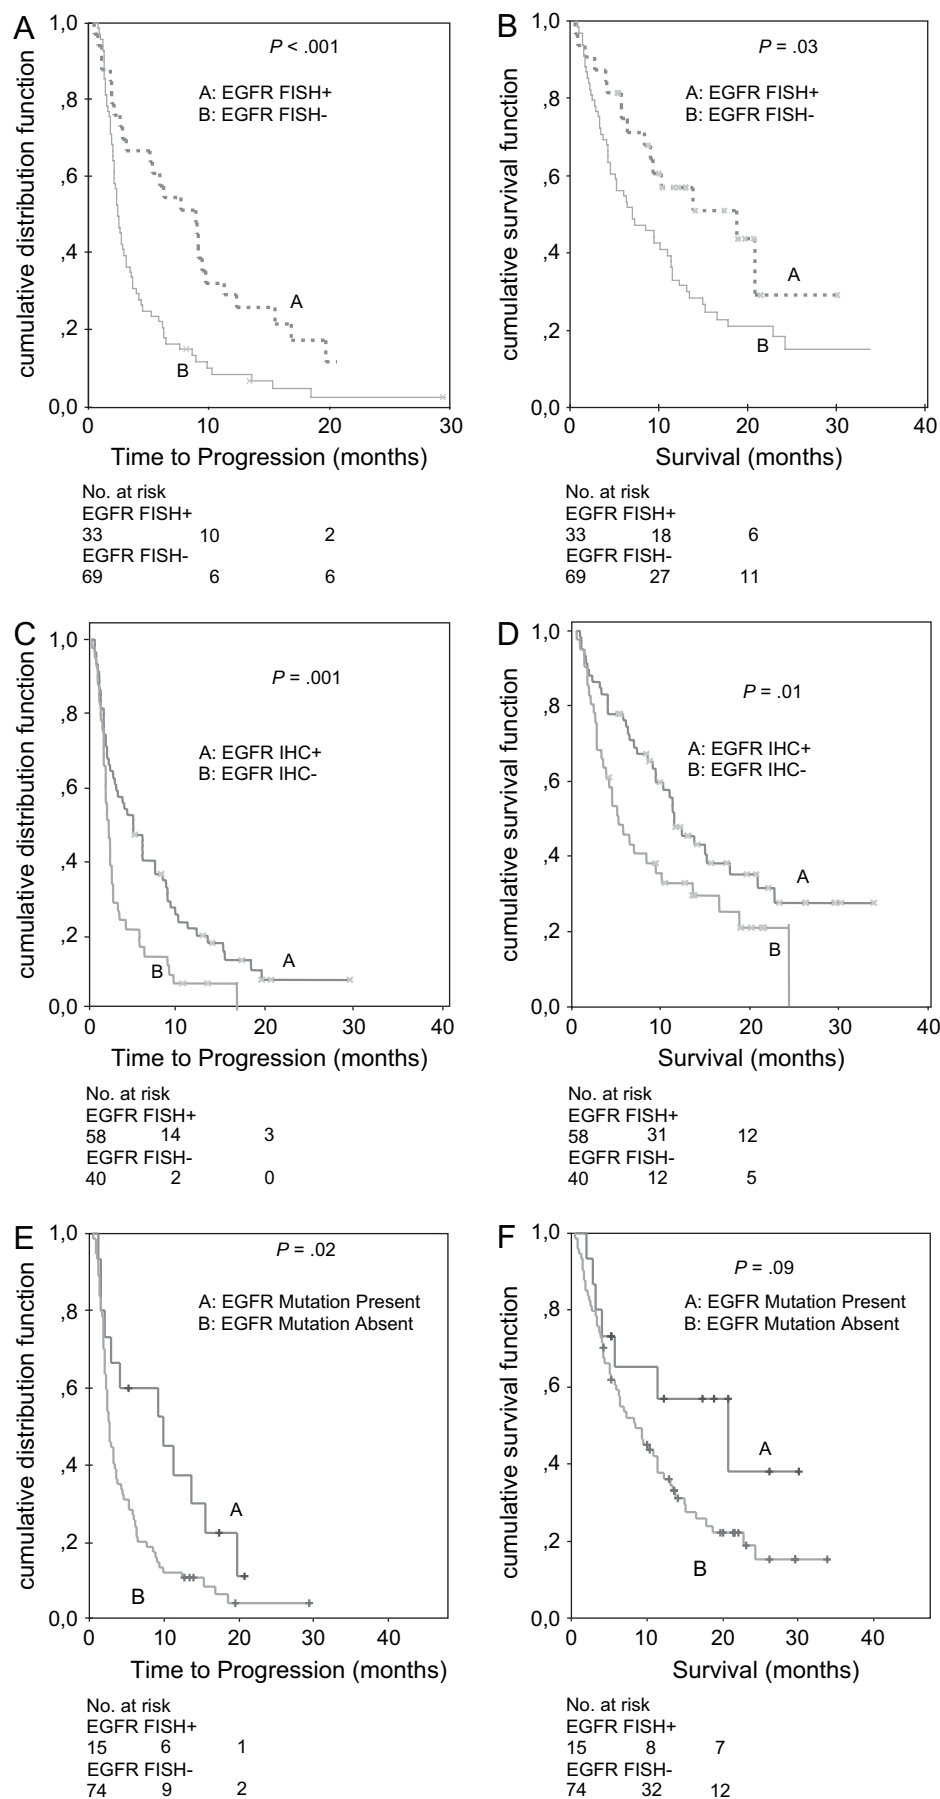 A
cumulative distribution function
1,0
,8
,6
,4
,2
0,0
P < .001
A: EGFR FISH+
B: EGFR FISH-
A
B
0 10 20 30
Time to Progression (months)
No. at risk
EGFR FISH+
33 10 2
EGFR FISH-
69 6 6
B
cumulative survival function
1,0
,8
,6
,4
,2
0,0
P = .03
A: EGFR FISH+
B: EGFR FISH-
A
B
0 10 20 30 40
Survival (months)
No. at risk
EGFR FISH+
33 18 6
EGFR FISH-
69 27 11
C
cumulative distribution function
1,0
,8
,6
,4
,2
0,0
P = .001
A: EGFR IHC+
B: EGFR IHC-
A
B
0 10 20 30 40
Time to Progression (months)
No. at risk
EGFR FISH+
58 14 3
EGFR FISH-
40 2 0
D
cumulative survival function
1,0
,8
,6
,4
,2
0,0
P = .01
A: EGFR IHC+
B: EGFR IHC-
A
B
0 10 20 30 40
Survival (months)
No. at risk
EGFR FISH+
58 31 12
EGFR FISH-
40 12 5
E
cumulative distribution function
1,0
,8
,6
,4
,2
0,0
P = .02
A: EGFR Mutation Present
B: EGFR Mutation Absent
A
B
0 10 20 30 40
Time to Progression (months)
No. at risk
EGFR FISH+
15 6 1
EGFR FISH-
74 9 2
F
cumulative survival function
1,0
,8
,6
,4
,2
0,0
P = .09
A: EGFR Mutation Present
B: EGFR Mutation Absent
A
B
0 10 20 30 40
Survival (months)
No. at risk
EGFR FISH+
15 8 7
EGFR FISH-
74 32 12